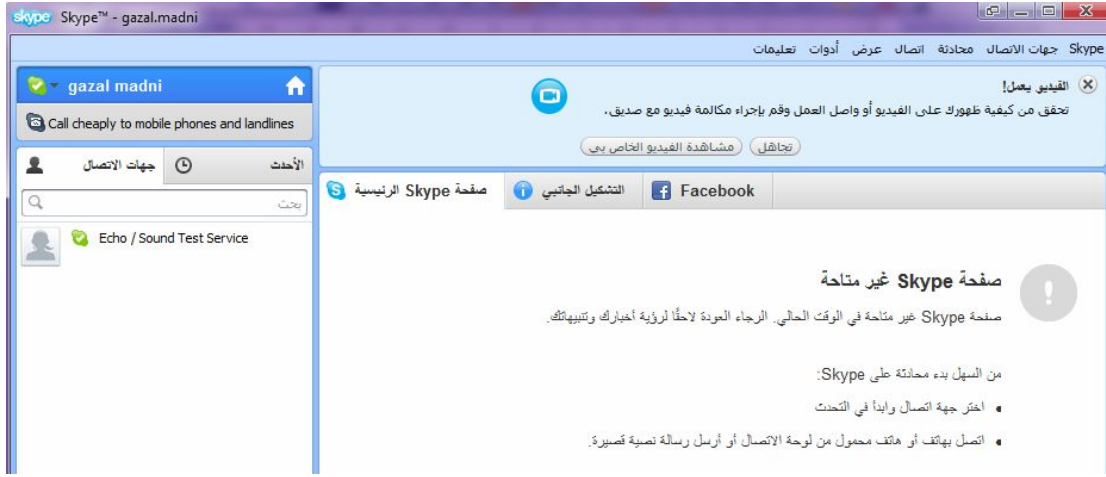 skype Skype™ - gazal.madni
Skype جهات الاتصال محادثة اتصال عرض أدوات تعليمات
gazal madni
Call cheaply to mobile phones and landlines
جهات الاتصال
الأحدث
بحث
Echo / Sound Test Service
الفيديو يعمل!
تحقق من كيفية ظهورك على الفيديو أو واصل العمل وقم بإجراء مكالمة فيديو مع صديق.
مشاهدة الفيديو الخاص بي
تجاهل
صفحة Skype الرئيسية
التشكيل الجانبي
Facebook
صفحة Skype غير متاحة
صفحة Skype غير متاحة في الوقت الحالي. الرجاء العودة لاحقًا لرؤية أخبارك وتنبيهاتك.
من السهل بدء محادثة على Skype:
• اختر جهة اتصال وابدأ في التحدث
• اتصل بهاتف أو هاتف محمول من لوحة الاتصال أو أرسل رسالة نصية قصيرة.